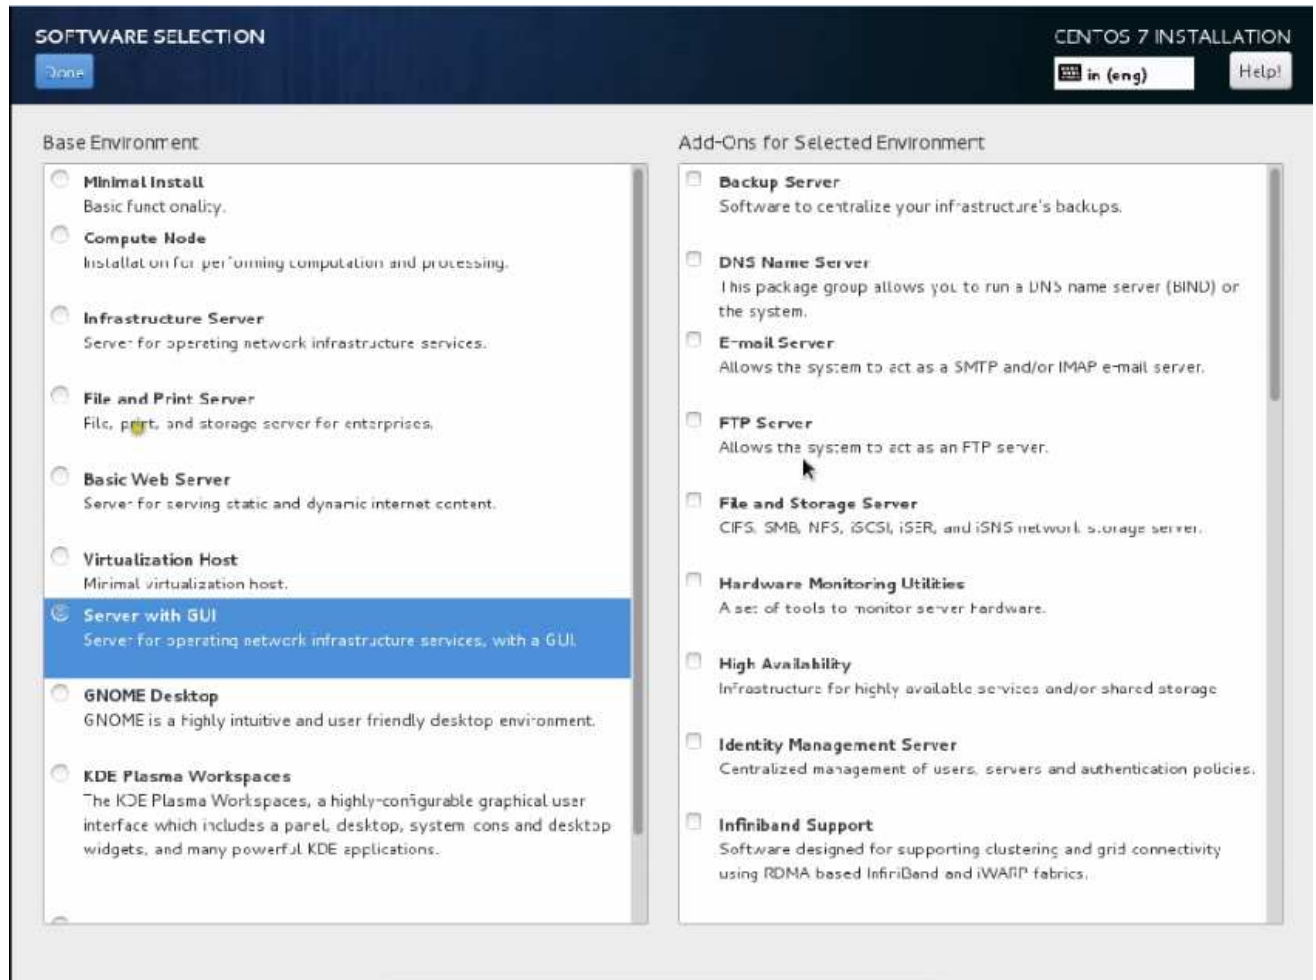 SOFTWARE SELECTION
Done
CENTOS 7 INSTALLATION
in (eng)
Help!
Base Environment
Minimal Install
Basic functionality.
Compute Node
Installation for performing computation and processing.
Infrastructure Server
Server for operating network infrastructure services.
File and Print Server
File, print, and storage server for enterprises.
Basic Web Server
Server for serving static and dynamic internet content.
Virtualization Host
Minimal virtualization host.
Server with GUI
Server for operating network infrastructure services, with a GUI.
GNOME Desktop
GNOME is a highly intuitive and user friendly desktop environment.
KDE Plasma Workspaces
The KDE Plasma Workspaces, a highly-configurable graphical user
interface which includes a panel, desktop, system icons and desktop
widgets, and many powerful KDE applications.
Add-Ons for Selected Environment
Backup Server
Software to centralize your infrastructure's backups.
DNS Name Server
This package group allows you to run a DNS name server (BIND) on
the system.
E-mail Server
Allows the system to act as a SMTP and/or IMAP e-mail server.
FTP Server
Allows the system to act as an FTP server.
File and Storage Server
CIFS, SMB, NFS, iSCSI, iSER, and iSNS network storage server.
Hardware Monitoring Utilities
A set of tools to monitor server hardware.
High Availability
Infrastructure for highly available services and/or shared storage
Identity Management Server
Centralized management of users, servers and authentication policies.
Infiniband Support
Software designed for supporting clustering and grid connectivity
using RDMA based InfiniBand and iWARP fabrics.